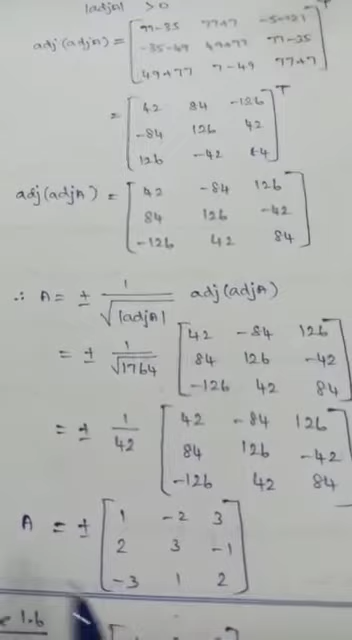 |adjA| > 0
adj(adjA) = [77-35 77+7 -5-121
-35-49 49+77 77-35
49+77 7-49 77+7]^T
= [42 84 -126
-84 126 42
126 -42 84]^T
adj(adjA) = [42 -84 126
84 126 -42
-126 42 84]
∴ A = ± 1/√|adjA| adj(adjA)
= ± 1/√1764 [42 -84 126
84 126 -42
-126 42 84]
= ± 1/42 [42 -84 126
84 126 -42
-126 42 84]
A = ± [1 -2 3
2 3 -1
-3 1 2]
1.6